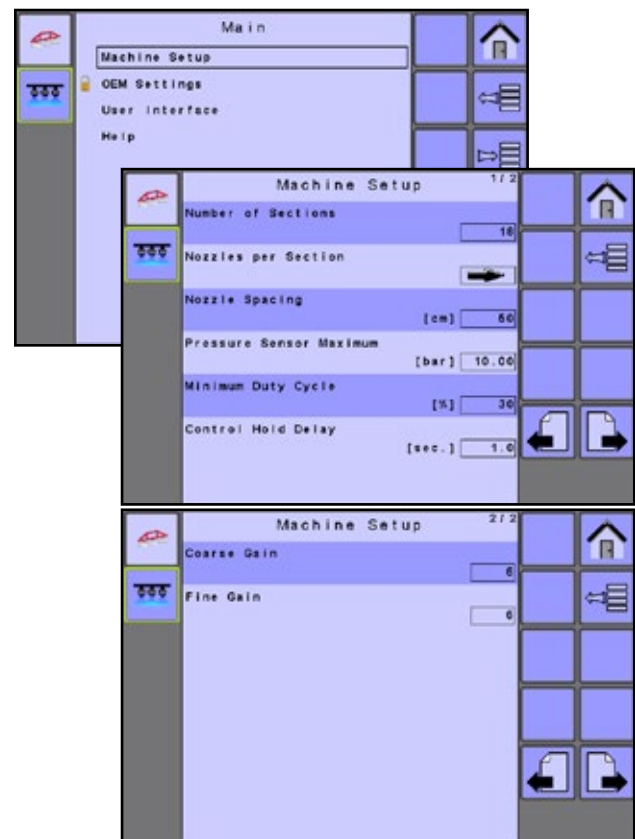 Main
Machine Setup
OEM Settings
User Interface
Help
Machine Setup 1/2
Number of Sections
16
Nozzles per Section
Nozzle Spacing
[cm] 50
Pressure Sensor Maximum
[bar] 10.00
Minimum Duty Cycle
[%] 30
Control Hold Delay
[sec.] 1.0
Machine Setup 2/2
Coarse Gain
6
Fine Gain
6